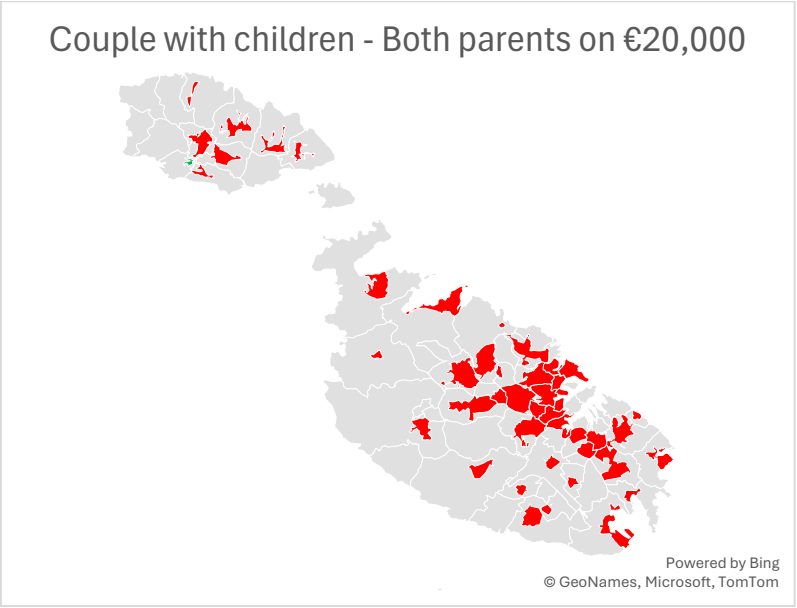 Couple with children - Both parents on €20,000
Powered by Bing
© GeoNames, Microsoft, TomTom